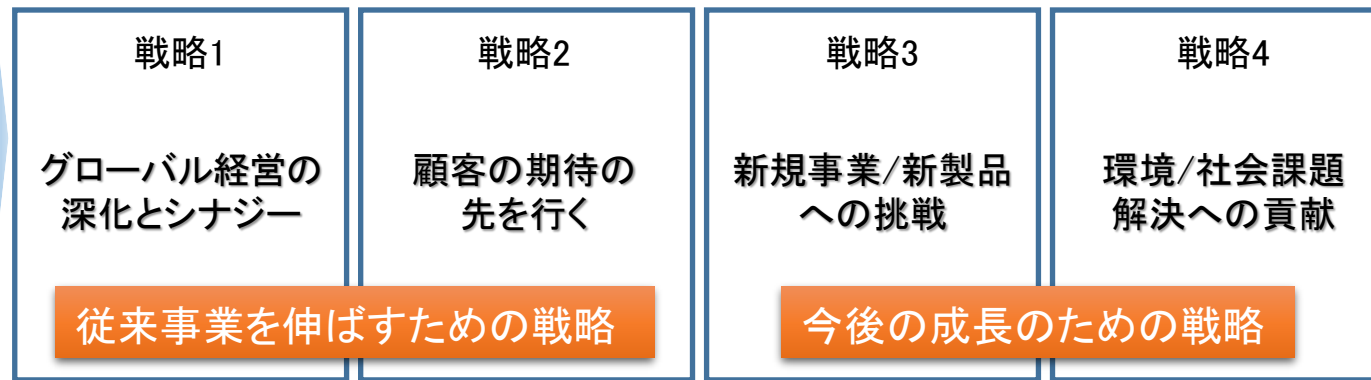 戦略1
グローバル経営の
深化とシナジー
戦略2
顧客の期待の
先を行く
従来事業を伸ばすための戦略
戦略3
新規事業/新製品
への挑戦
戦略4
環境/社会課題
解決への貢献
今後の成長のための戦略